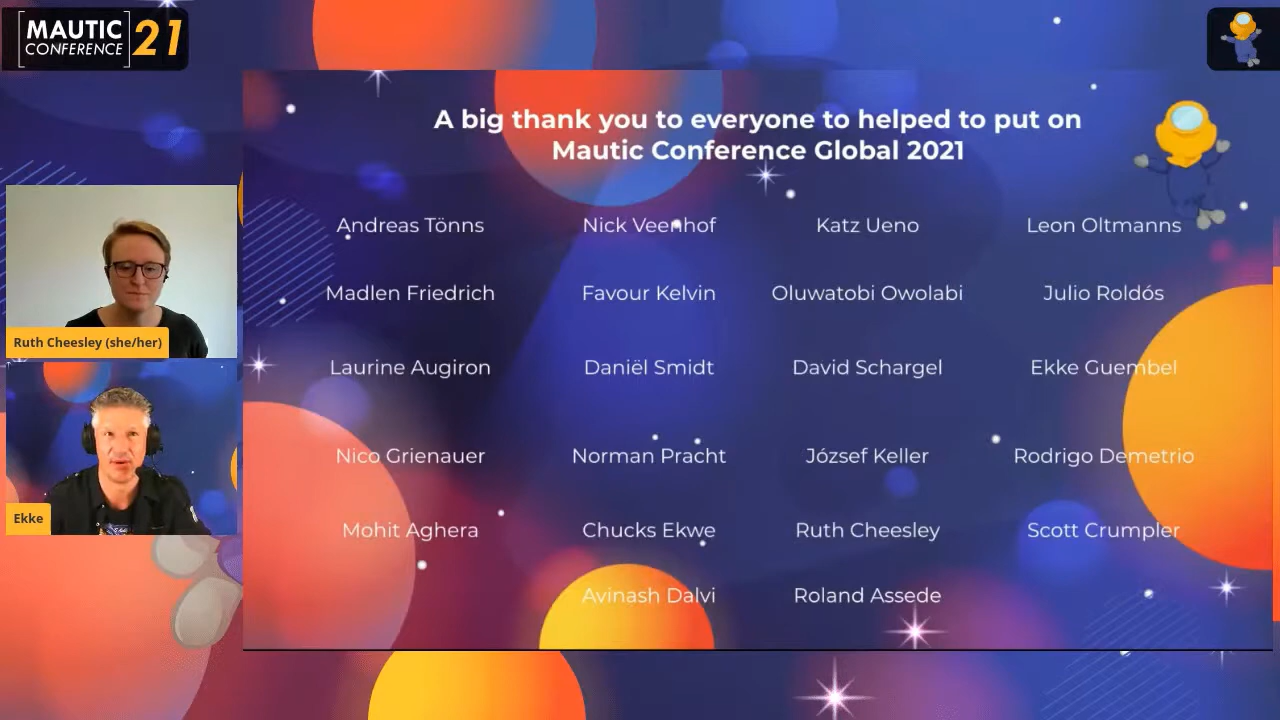 MAUTIC
CONFERENCE
21
A big thank you to everyone to helped to put on
Mautic Conference Global 2021
Andreas Tönns
Nick Veenhof
Katz Ueno
Leon Oltmanns
Madlen Friedrich
Favour Kelvin
Oluwatobi Owolabi
Julio Roldós
Ruth Cheesley (she/her)
Laurine Augiron
Daniël Smidt
David Schargel
Ekke Guembel
Nico Grienauer
Norman Pracht
József Keller
Rodrigo Demetrio
Ekke
Mohit Aghera
Chucks Ekwe
Ruth Cheesley
Scott Crumpler
Avinash Dalvi
Roland Assede